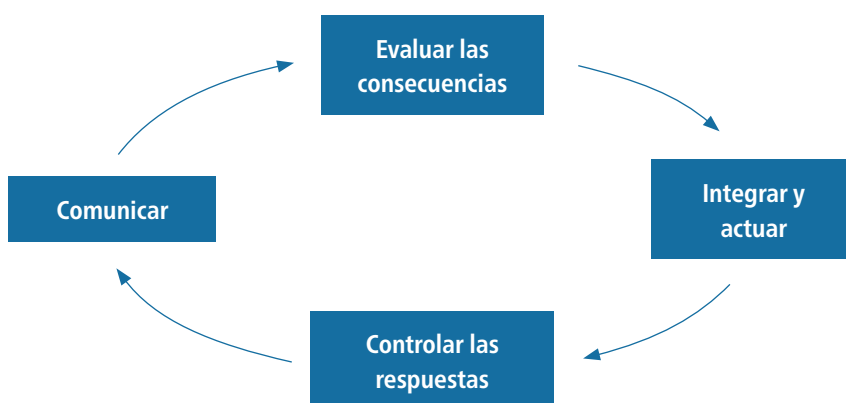 Evaluar las
consecuencias
Integrar y
actuar
Controlar las
respuestas
Comunicar